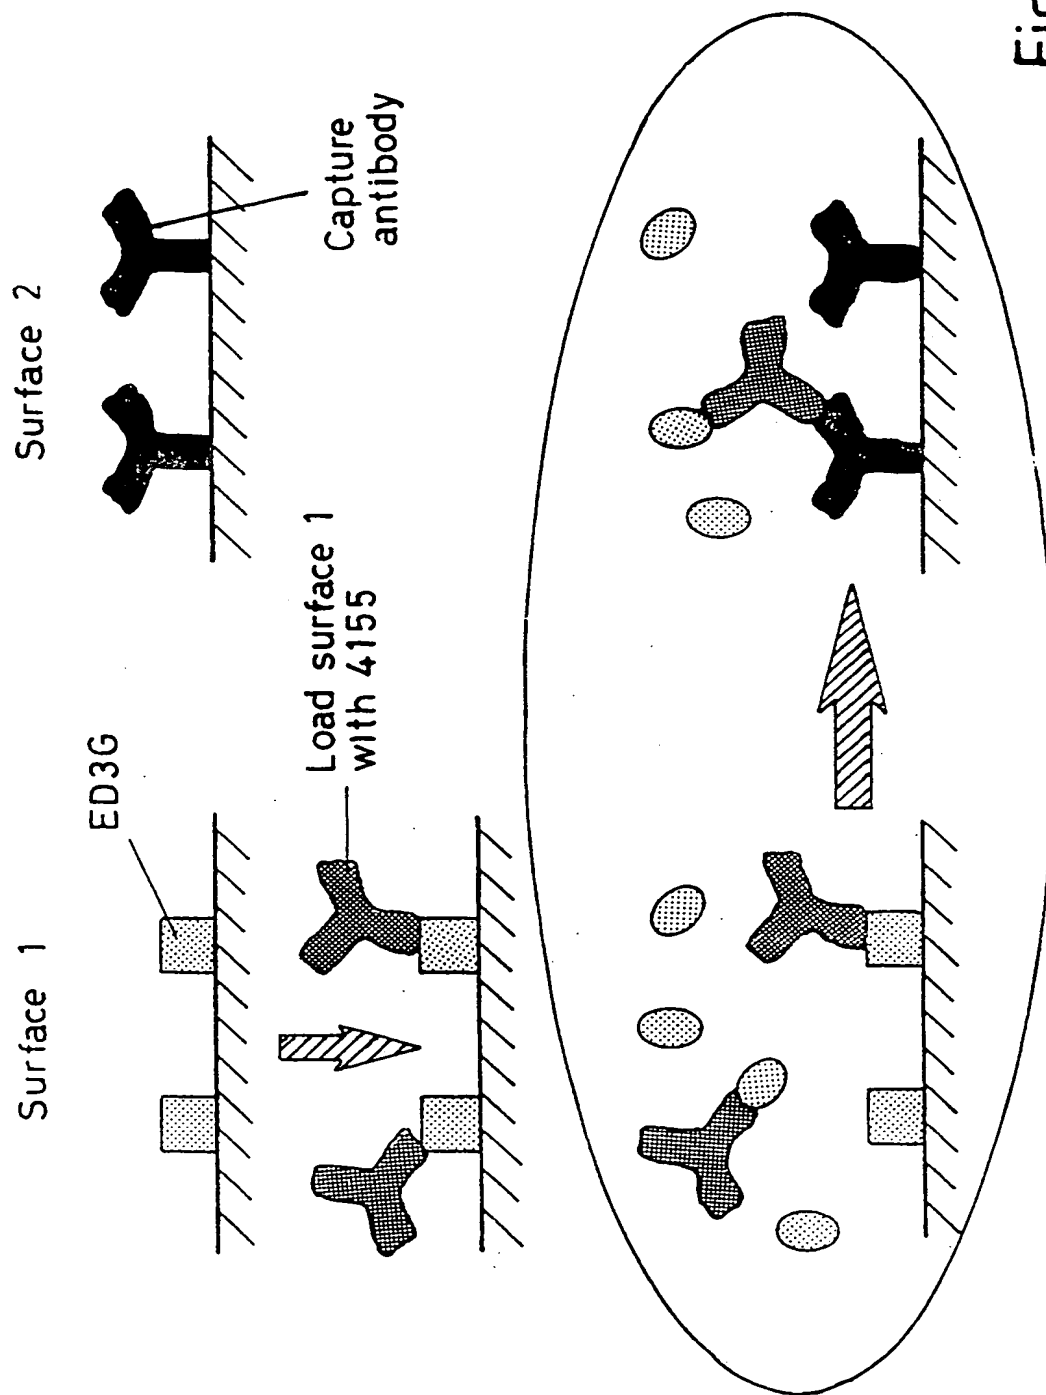 Surface 1
Surface 2
ED3G
Capture
antibody
Load surface 1
with 4155